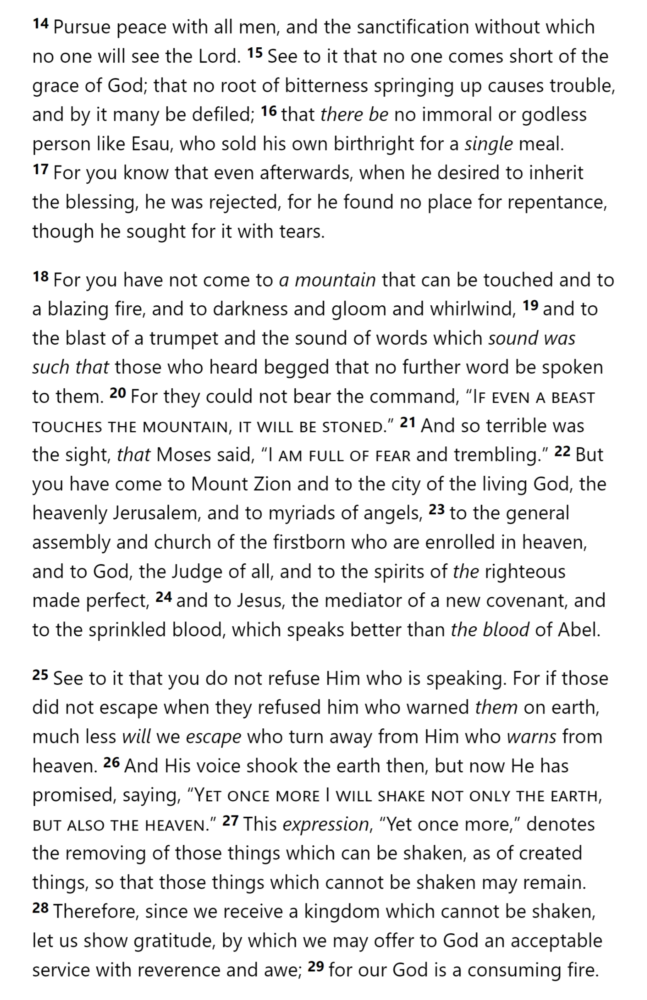 14 Pursue peace with all men, and the sanctification without which
no one will see the Lord. 15 See to it that no one comes short of the
grace of God; that no root of bitterness springing up causes trouble,
and by it many be defiled; 16 that there be no immoral or godless
person like Esau, who sold his own birthright for a single meal.
17 For you know that even afterwards, when he desired to inherit
the blessing, he was rejected, for he found no place for repentance,
though he sought for it with tears.
18 For you have not come to a mountain that can be touched and to
a blazing fire, and to darkness and gloom and whirlwind, 19 and to
the blast of a trumpet and the sound of words which sound was
such that those who heard begged that no further word be spoken
to them. 20 For they could not bear the command, “IF EVEN A BEAST
TOUCHES THE MOUNTAIN, IT WILL BE STONED.” 21 And so terrible was
the sight, that Moses said, “I AM FULL OF FEAR and trembling.” 22 But
you have come to Mount Zion and to the city of the living God, the
heavenly Jerusalem, and to myriads of angels, 23 to the general
assembly and church of the firstborn who are enrolled in heaven,
and to God, the Judge of all, and to the spirits of the righteous
made perfect, 24 and to Jesus, the mediator of a new covenant, and
to the sprinkled blood, which speaks better than the blood of Abel.
25 See to it that you do not refuse Him who is speaking. For if those
did not escape when they refused him who warned them on earth,
much less will we escape who turn away from Him who warns from
heaven. 26 And His voice shook the earth then, but now He has
promised, saying, “YET ONCE MORE I WILL SHAKE NOT ONLY THE EARTH,
BUT ALSO THE HEAVEN.” 27 This expression, “Yet once more,” denotes
the removing of those things which can be shaken, as of created
things, so that those things which cannot be shaken may remain.
28 Therefore, since we receive a kingdom which cannot be shaken,
let us show gratitude, by which we may offer to God an acceptable
service with reverence and awe; 29 for our God is a consuming fire.